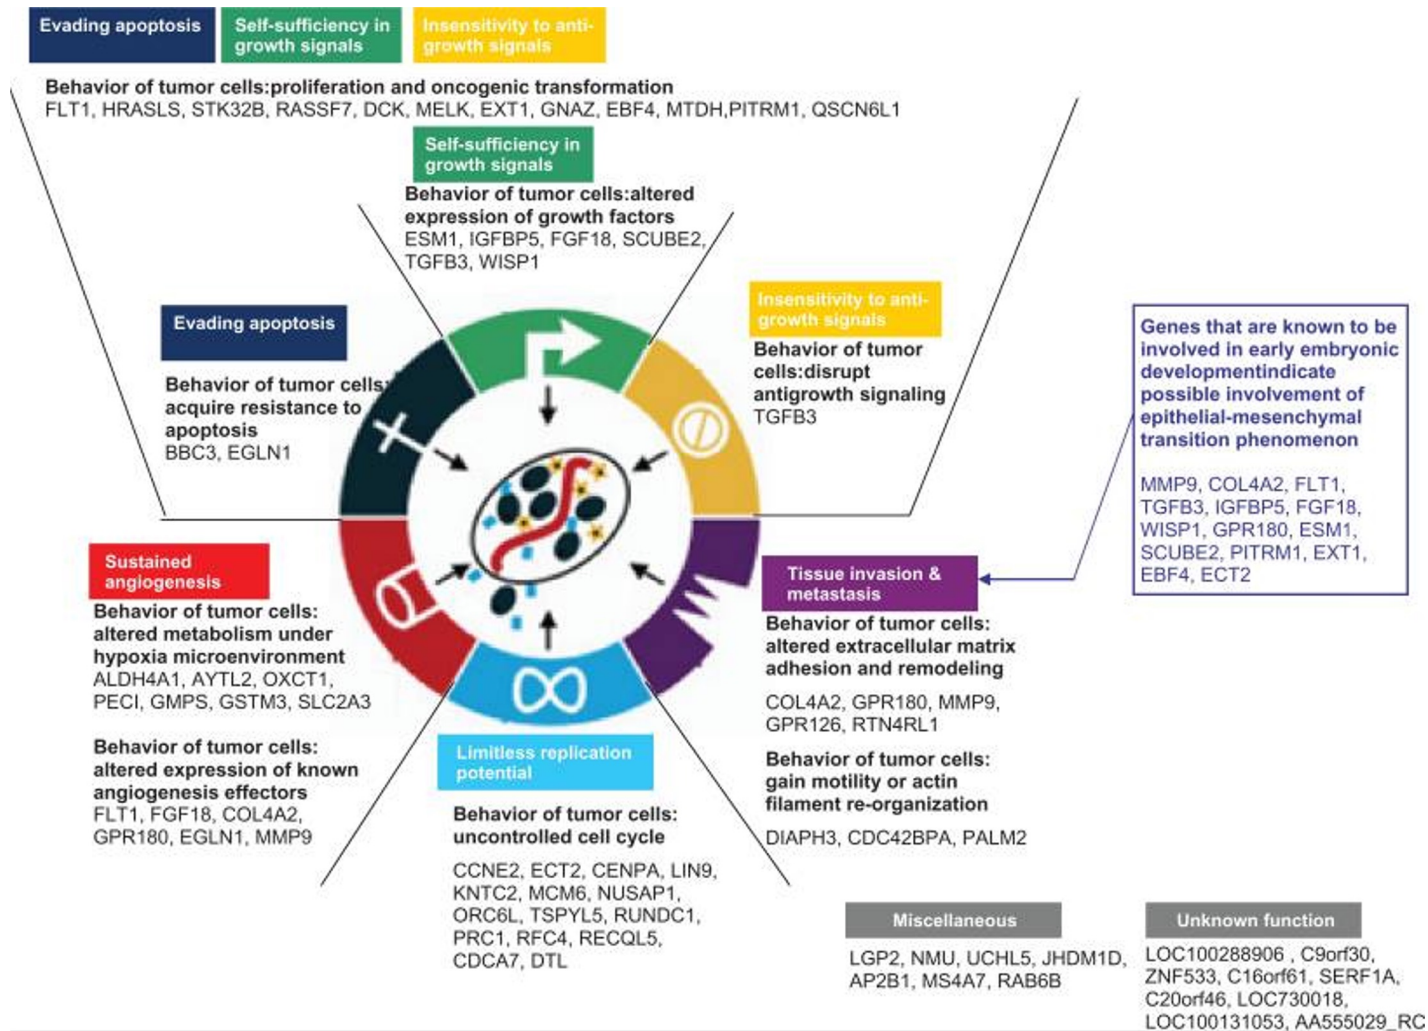 Evading apoptosis
Self-sufficiency in
growth signals
Insensitivity to anti-
growth signals
Behavior of tumor cells:proliferation and oncogenic transformation
FLT1, HRASLS, STK32B, RASSF7, DCK, MELK, EXT1, GNAZ, EBF4, MTDH,PITRM1, QSCN6L1
Self-sufficiency in
growth signals
Behavior of tumor cells:altered
expression of growth factors
ESM1, IGFBP5, FGF18, SCUBE2,
TGFB3, WISP1
Evading apoptosis
Behavior of tumor cells:
acquire resistance to
apoptosis
BBC3, EGLN1
Insensitivity to anti-
growth signals
Behavior of tumor
cells:disrupt
antigrowth signaling
TGFB3
Genes that are known to be
involved in early embryonic
developmentindicate
possible involvement of
epithelial-mesenchymal
transition phenomenon
MMP9, COL4A2, FLT1,
TGFB3, IGFBP5, FGF18,
WISP1, GPR180, ESM1,
SCUBE2, PITRM1, EXT1,
EBF4, ECT2
Sustained
angiogenesis
Behavior of tumor cells:
altered metabolism under
hypoxia microenvironment
ALDH4A1, AYTL2, OXCT1,
PECI, GMPS, GSTM3, SLC2A3
Behavior of tumor cells:
altered expression of known
angiogenesis effectors
FLT1, FGF18, COL4A2,
GPR180, EGLN1, MMP9
Limitless replication
potential
Behavior of tumor cells:
uncontrolled cell cycle
CCNE2, ECT2, CENPA, LIN9,
KNTC2, MCM6, NUSAP1,
ORC6L, TSPYL5, RUNDC1,
PRC1, RFC4, RECQL5,
CDCA7, DTL
Tissue invasion &
metastasis
Behavior of tumor cells:
altered extracellular matrix
adhesion and remodeling
COL4A2, GPR180, MMP9,
GPR126, RTN4RL1
Behavior of tumor cells:
gain motility or actin
filament re-organization
DIAPH3, CDC42BPA, PALM2
Miscellaneous
LGP2, NMU, UCHL5, JHDM1D,
AP2B1, MS4A7, RAB6B
Unknown function
LOC100288906 , C9orf30,
ZNF533, C16orf61, SERF1A,
C20orf46, LOC730018,
LOC100131053, AA555029_RC